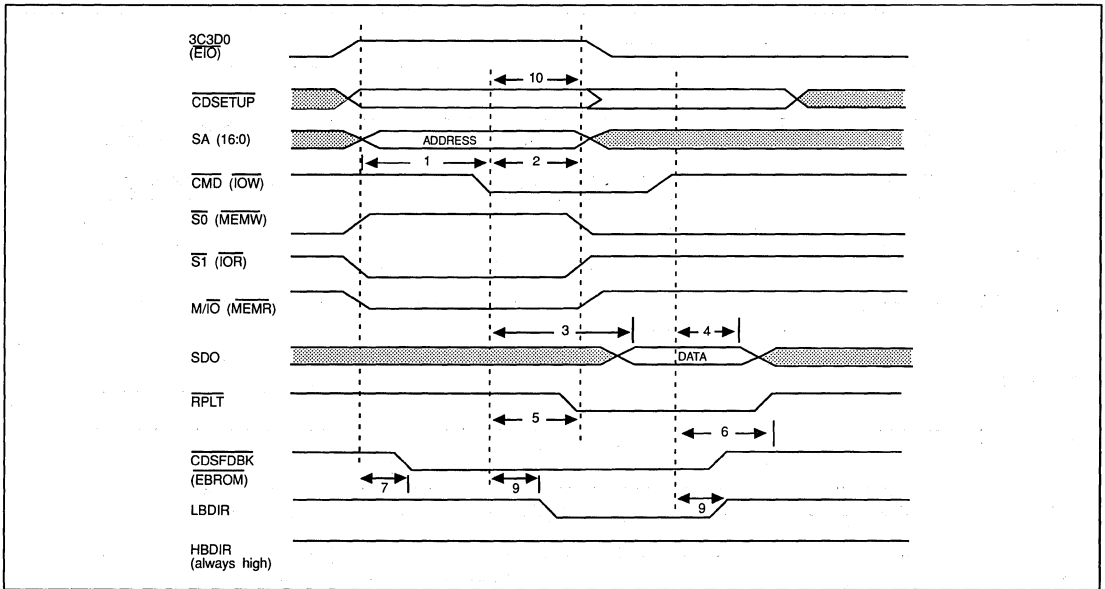 3C3D0
(EIO)
10
CDSETUP
SA (16:0)
ADDRESS
1
2
CMD (IOW)
S0 (MEMW)
S1 (IOR)
M/IO (MEMR)
3
4
SDO
DATA
RPLT
5
6
CDSFDBK
(EBROM)
7
9
LBDIR
9
HBDIR
(always high)